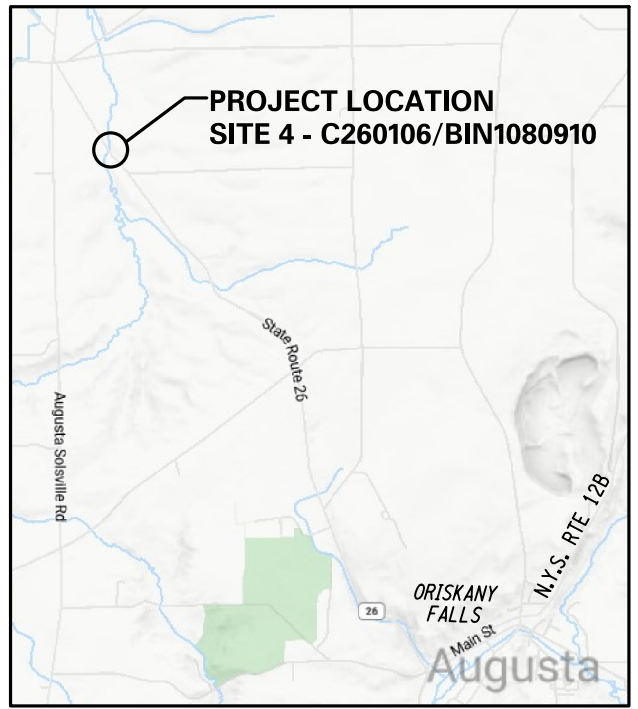 PROJECT LOCATION
SITE 4 - C260106/BIN1080910
State Route 26
Augusta Solsville Rd
N.Y.S. RTE 12B
ORISKANY
FALLS
26
Main St
Augusta